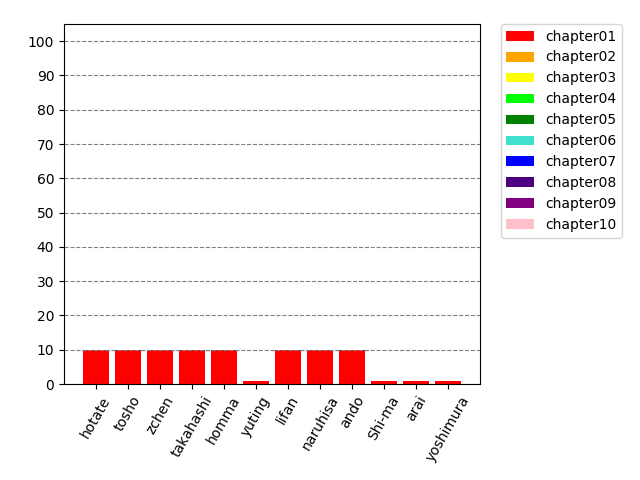 100
90
80
70
60
50
40
30
20
10
0
hotate
tosho
zchen
takahashi
homma
yuting
lifan
naruhisa
ando
Shi-ma
arai
yoshimura
chapter01
chapter02
chapter03
chapter04
chapter05
chapter06
chapter07
chapter08
chapter09
chapter10